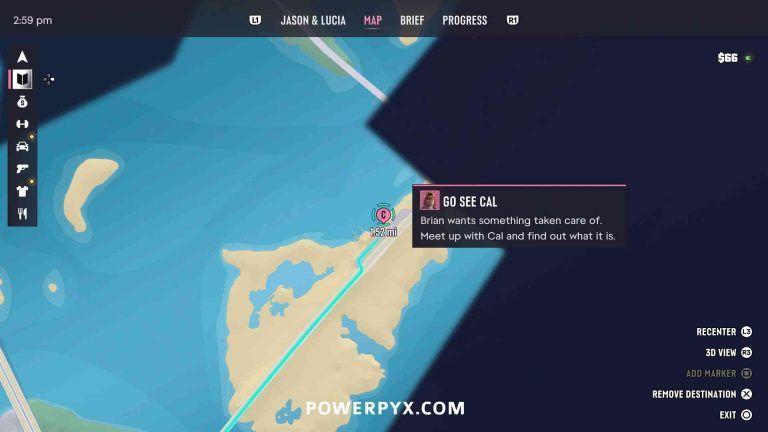 2:59 pm
L1 JASON & LUCIA MAP BRIEF PROGRESS R1
$66
C
1.52 mi
GO SEE CAL
Brian wants something taken care of.
Meet up with Cal and find out what it is.
RECENTER L3
3D VIEW R3
ADD MARKER
REMOVE DESTINATION
EXIT
POWERPYX.COM